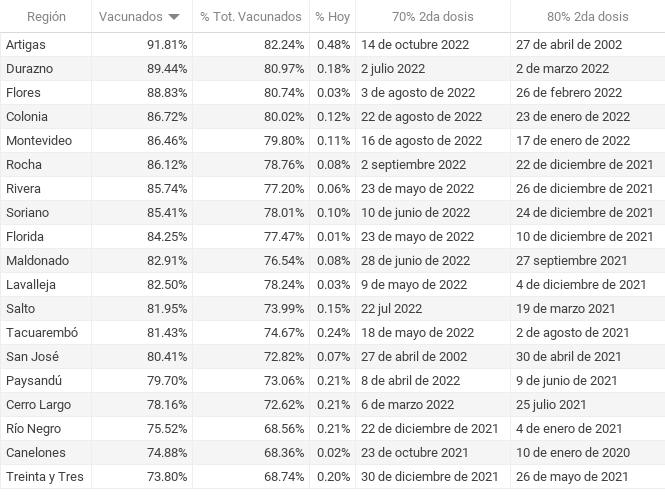 Región Vacunados % Tot. Vacunados % Hoy 70% 2da dosis 80% 2da dosis
Artigas 91.81% 82.24% 0.48% 14 de octubre 2022 27 de abril de 2002
Durazno 89.44% 80.97% 0.18% 2 julio 2022 2 de marzo 2022
Flores 88.83% 80.74% 0.03% 3 de agosto de 2022 26 de febrero 2022
Colonia 86.72% 80.02% 0.12% 22 de agosto de 2022 23 de enero de 2022
Montevideo 86.46% 79.80% 0.11% 16 de agosto de 2022 17 de enero de 2022
Rocha 86.12% 78.76% 0.08% 2 septiembre 2022 22 de diciembre de 2021
Rivera 85.74% 77.20% 0.06% 23 de mayo de 2022 26 de diciembre de 2021
Soriano 85.41% 78.01% 0.10% 10 de junio de 2022 24 de diciembre de 2021
Florida 84.25% 77.47% 0.01% 23 de mayo de 2022 10 de diciembre de 2021
Maldonado 82.91% 76.54% 0.08% 28 de junio de 2022 27 septiembre 2021
Lavalleja 82.50% 78.24% 0.03% 9 de mayo de 2022 4 de diciembre de 2021
Salto 81.95% 73.99% 0.15% 22 jul 2022 19 de marzo 2021
Tacuarembó 81.43% 74.67% 0.24% 18 de mayo de 2022 2 de agosto de 2021
San José 80.41% 72.82% 0.07% 27 de abril de 2002 30 de abril de 2021
Paysandú 79.70% 73.06% 0.21% 8 de abril de 2022 9 de junio de 2021
Cerro Largo 78.16% 72.62% 0.21% 6 de marzo 2022 25 julio 2021
Río Negro 75.52% 68.56% 0.21% 22 de diciembre de 2021 4 de enero de 2021
Canelones 74.88% 68.36% 0.02% 23 de octubre 2021 10 de enero de 2020
Treinta y Tres 73.80% 68.74% 0.20% 30 de diciembre de 2021 26 de mayo de 2021